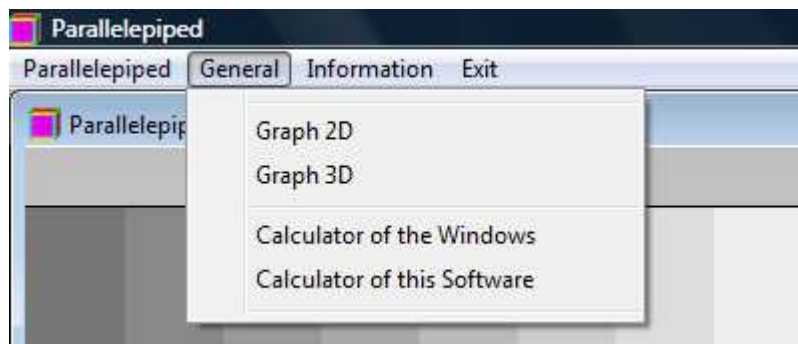 Parallelepiped
Parallelepiped General Information Exit
Graph 2D
Graph 3D
Calculator of the Windows
Calculator of this Software